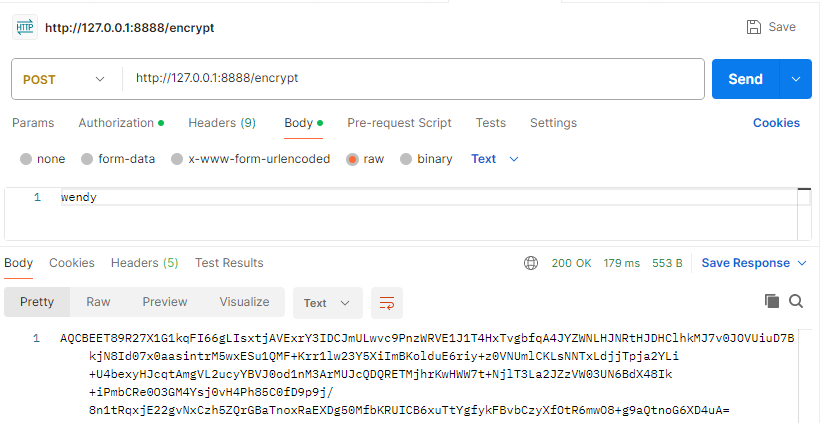 HTTP http://127.0.0.1:8888/encrypt Save
POST http://127.0.0.1:8888/encrypt Send
Params Authorization Headers (9) Body Pre-request Script Tests Settings Cookies
none form-data x-www-form-urlencoded raw binary Text
1 wendy
Body Cookies Headers (5) Test Results 200 OK 179 ms 553 B Save Response
Pretty Raw Preview Visualize Text
1 AQCBEET89R27X1G1kqFI66gLIsxtjAVExrY3IDCJmULwvc9PnzWRVE1J1T4HxTvgbfqA4JYZWNLHJNRtHJDHClhkMJ7v0JOVUiuD7B
kjN8Id07x0aasintrM5wxESu1QMF+Krr1lw23Y5XiImBKolduE6riy+z0VNUmlCKLsNNTxLdjjTpja2YLi
+U4bexyHJcqtAmgVL2ucyYBVJ0od1nM3ArMUJcQDQRETMjhrKwHWW7t+NjlT3La2JZzVW03UN6BdX48Ik
+iPmbCRe0O3GM4Ysj0vH4Ph85C0fD9p9j/
8n1tRqxjE22gvNxCzh5ZQrGBaTnoxRaEXDg50MfbKRUICB6xuTtYgfykFBvbCzyXfOtR6mwO8+g9aQtnoG6XD4uA=